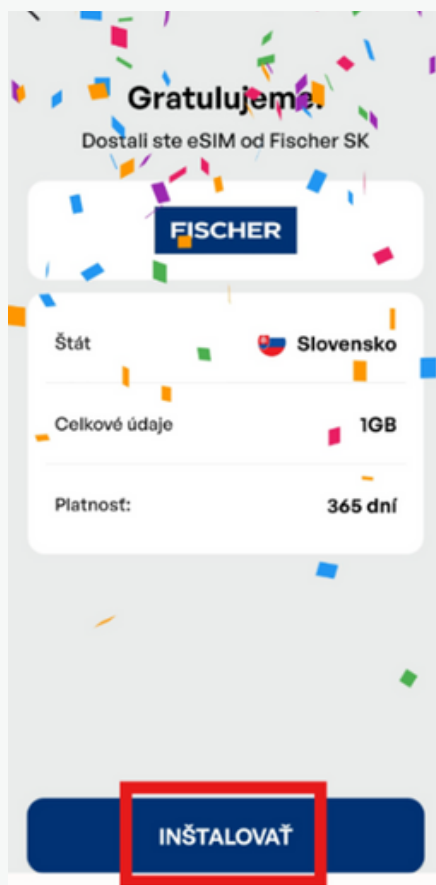 Gratulujeme!
Dostali ste eSIM od Fischer SK
FISCHER
Štát Slovensko
Celkové údaje 1GB
Platnosť: 365 dní
INŠTALOVAŤ